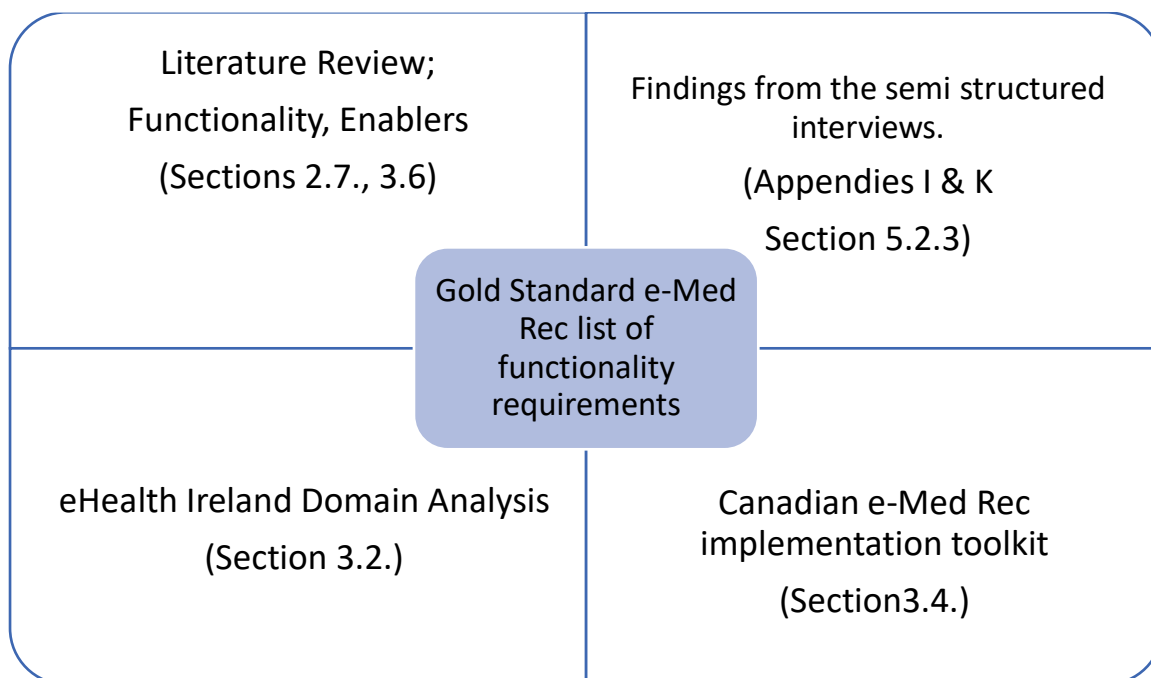 Literature Review;
Functionality, Enablers
(Sections 2.7., 3.6)
Findings from the semi structured
interviews.
(Appendies I & K
Section 5.2.3)
Gold Standard e-Med
Rec list of
functionality
requirements
eHealth Ireland Domain Analysis
(Section 3.2.)
Canadian e-Med Rec
implementation toolkit
(Section3.4.)